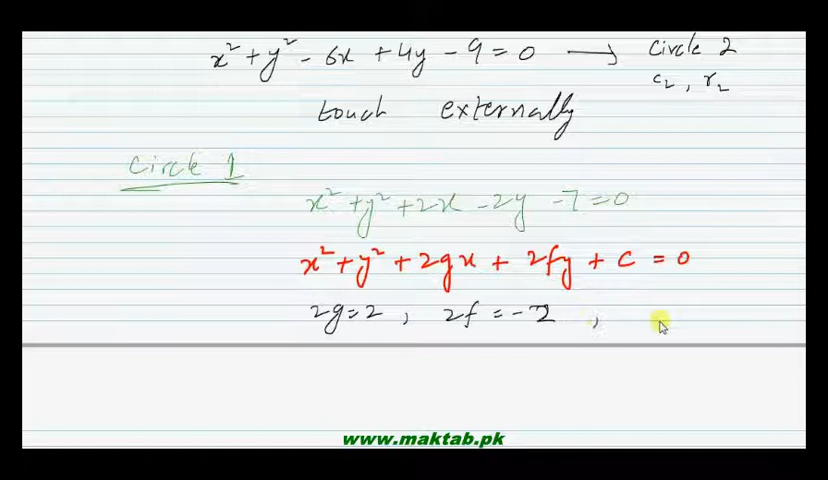 x² + y² - 6x + 4y - 9 = 0 ⟶ Circle 2
c₂, r₂
touch externally
Circle 1
x² + y² + 2x - 2y - 7 = 0
x² + y² + 2gx + 2fy + c = 0
2g = 2 , 2f = -2 ,
www.maktab.pk